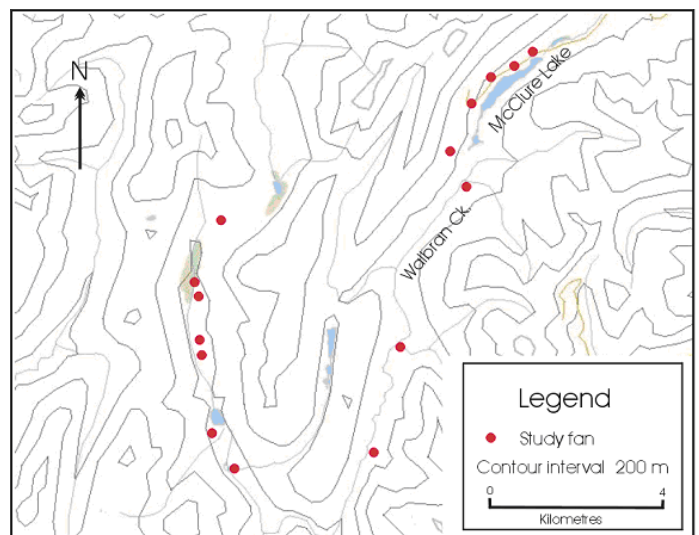 N
McClure Lake
Walbran Ck.
Legend
Study fan
Contour interval 200 m
0 4
Kilometres